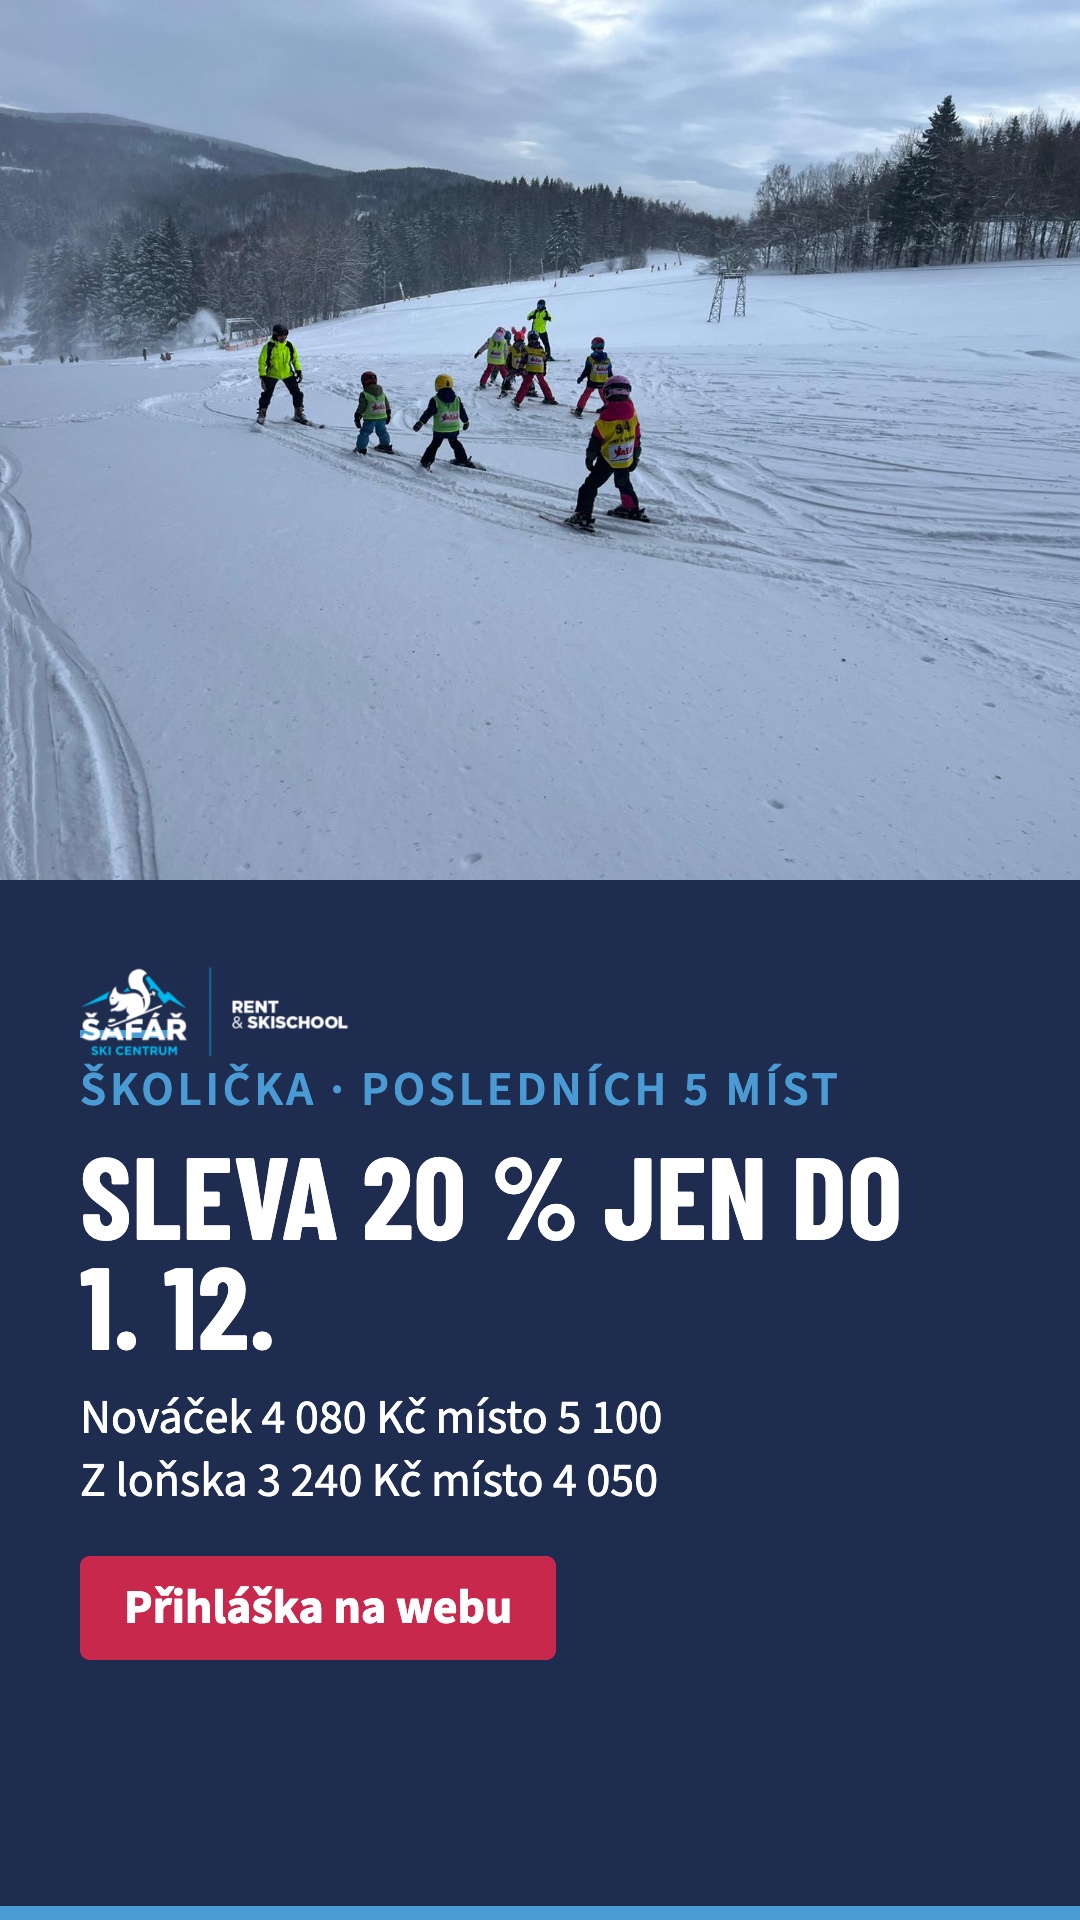 ŠAFÁŘ
SKI CENTRUM
RENT
& SKISCHOOL
ŠKOLIČKA · POSLEDNÍCH 5 MÍST
SLEVA 20 % JEN DO
1. 12.
Nováček 4 080 Kč místo 5 100
Z loňska 3 240 Kč místo 4 050
Přihláška na webu